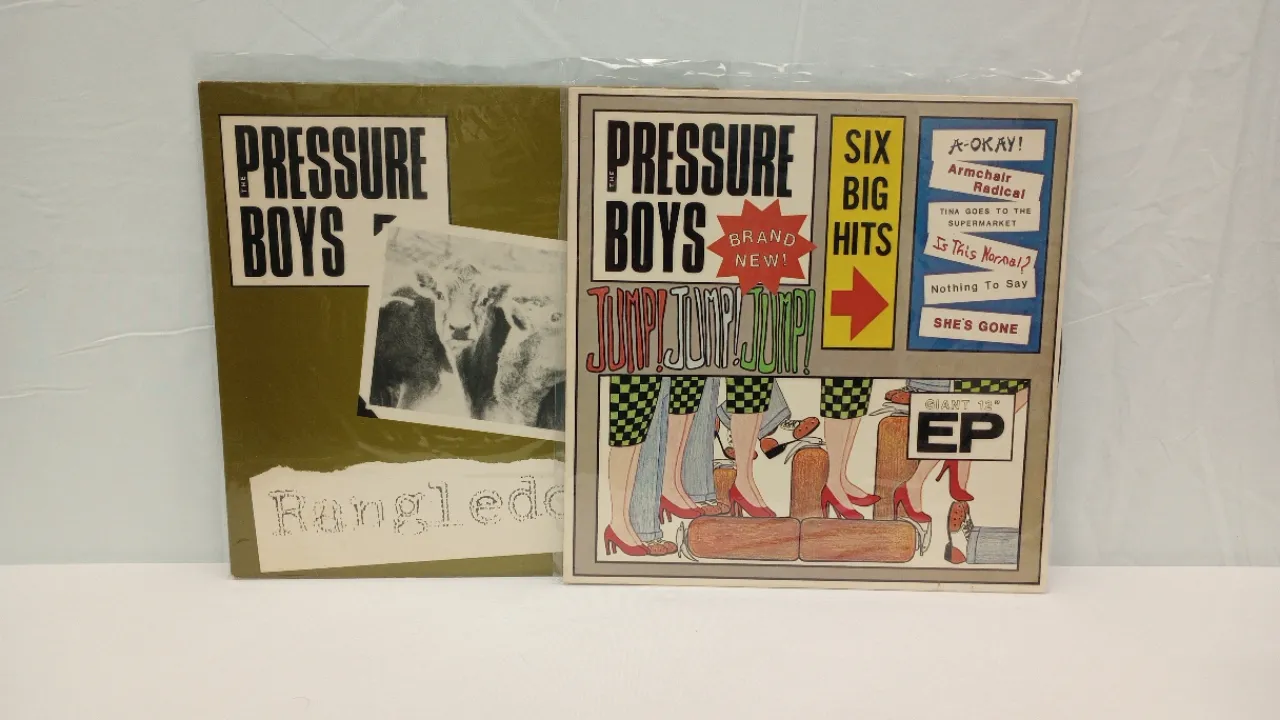 THE PRESSURE
BOYS
Rangledo
THE PRESSURE
BOYS
BRAND
NEW!
JUMP! JUMP! JUMP!
SIX
BIG
HITS
A-OKAY!
Armchair
Radical
TINA GOES TO THE
SUPERMARKET
Is This Normal?
Nothing To Say
SHE'S GONE
GIANT 12"
EP